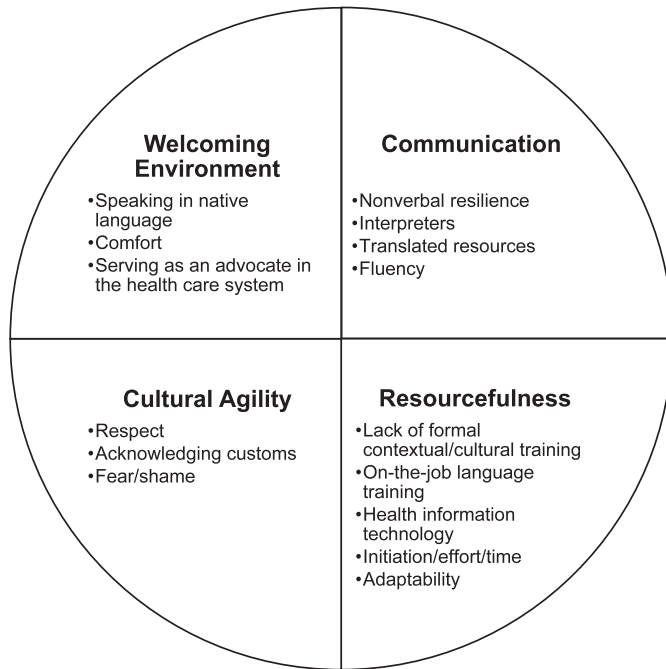 Welcoming
Environment
•Speaking in native
language
•Comfort
•Serving as an advocate in
the health care system
Communication
•Nonverbal resilience
•Interpreters
•Translated resources
•Fluency
Cultural Agility
•Respect
•Acknowledging customs
•Fear/shame
Resourcefulness
•Lack of formal
contextual/cultural training
•On-the-job language
training
•Health information
technology
•Initiation/effort/time
•Adaptability